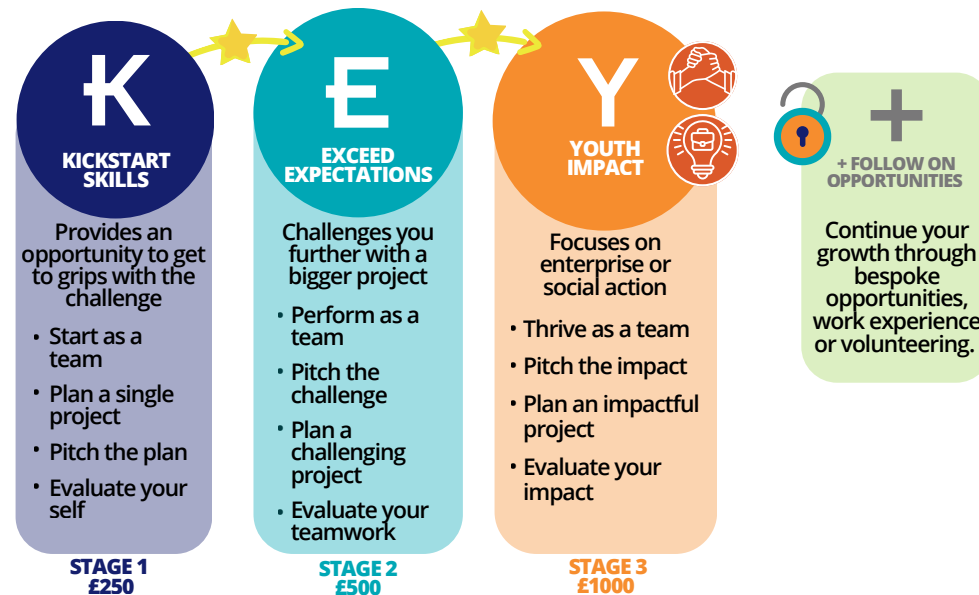 K
KICKSTART
SKILLS
Provides an
opportunity to get
to grips with the
challenge
• Start as a
team
• Plan a single
project
• Pitch the plan
• Evaluate your
self
STAGE 1
£250
E
EXCEED
EXPECTATIONS
Challenges you
further with a
bigger project
• Perform as a
team
• Pitch the
challenge
• Plan a
challenging
project
• Evaluate your
teamwork
STAGE 2
£500
Y
YOUTH
IMPACT
Focuses on
enterprise or
social action
• Thrive as a team
• Pitch the impact
• Plan an impactful
project
• Evaluate your
impact
STAGE 3
£1000
+
+ FOLLOW ON
OPPORTUNITIES
Continue your
growth through
bespoke
opportunities,
work experience
or volunteering.